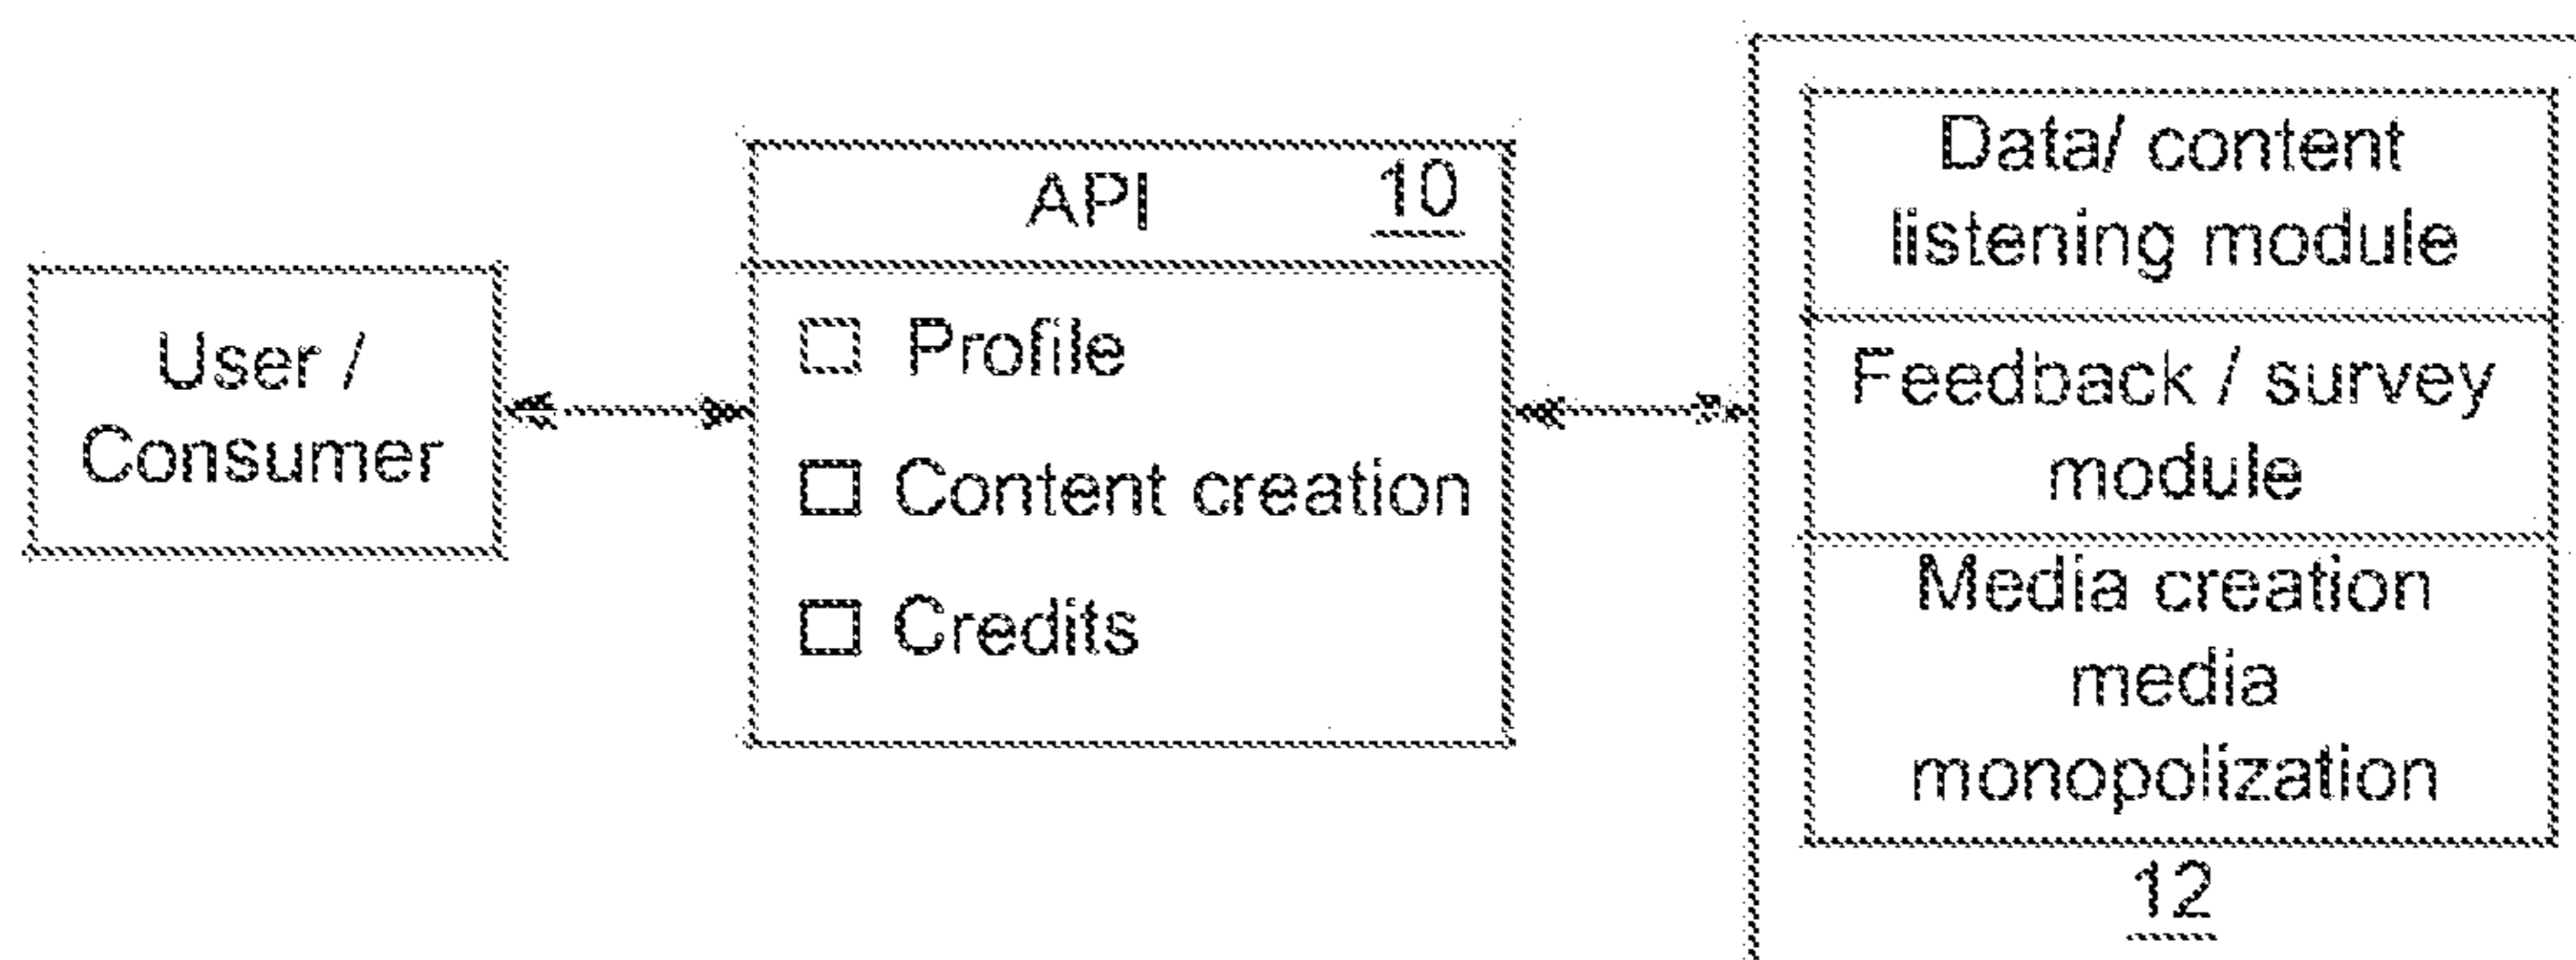 User /
Consumer
API 10
Profile
Content creation
Credits
Data/ content
listening module
Feedback / survey
module
Media creation
media
monopolization
12